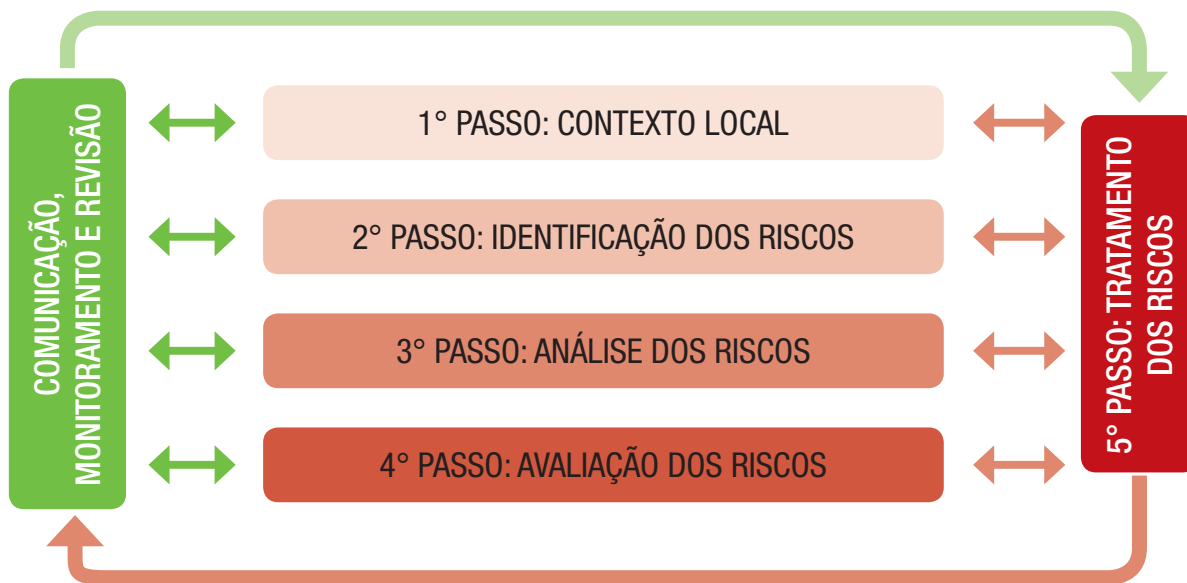 COMUNICAÇÃO,
MONITORAMENTO E REVISÃO
1° PASSO: CONTEXTO LOCAL
2° PASSO: IDENTIFICAÇÃO DOS RISCOS
3° PASSO: ANÁLISE DOS RISCOS
4° PASSO: AVALIAÇÃO DOS RISCOS
5° PASSO: TRATAMENTO
DOS RISCOS